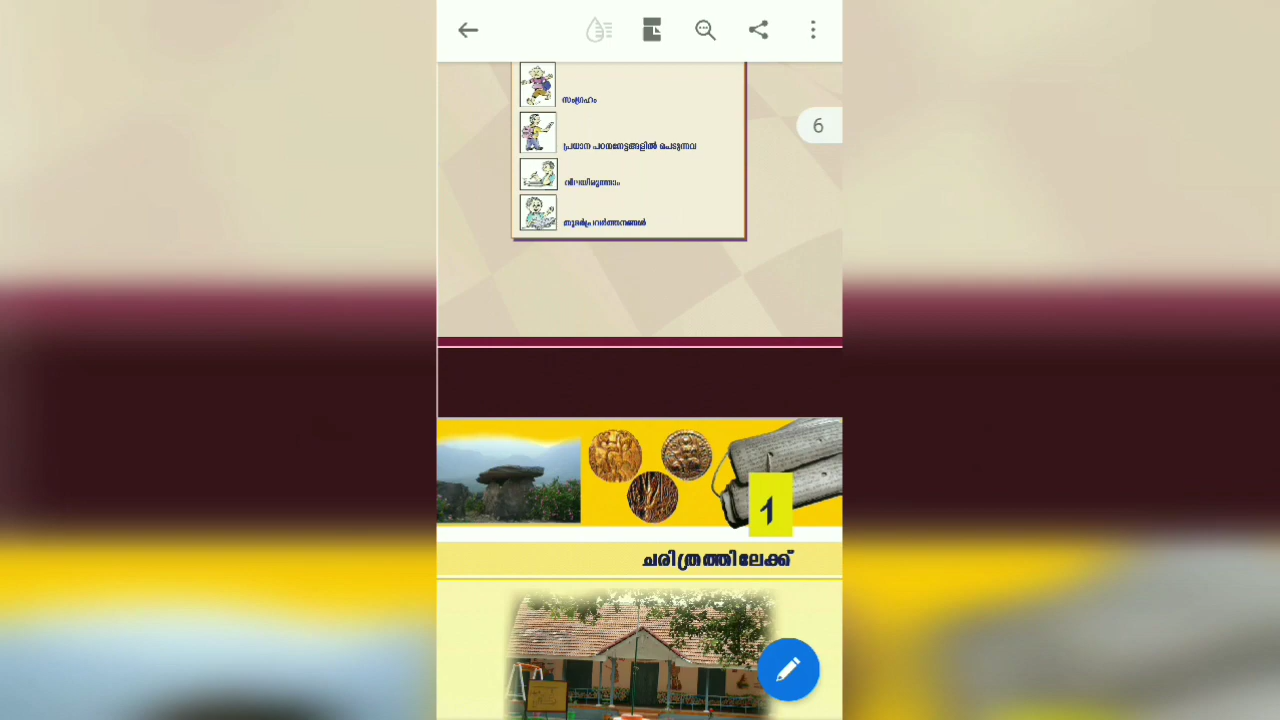 സംഗ്രഹം
6
പ്രധാന പഠനനേട്ടങ്ങളിൽ പെടുന്നവ
വിലയിരുത്താം
തുടർപ്രവർത്തനങ്ങൾ
1
ചരിത്രത്തിലേക്ക്